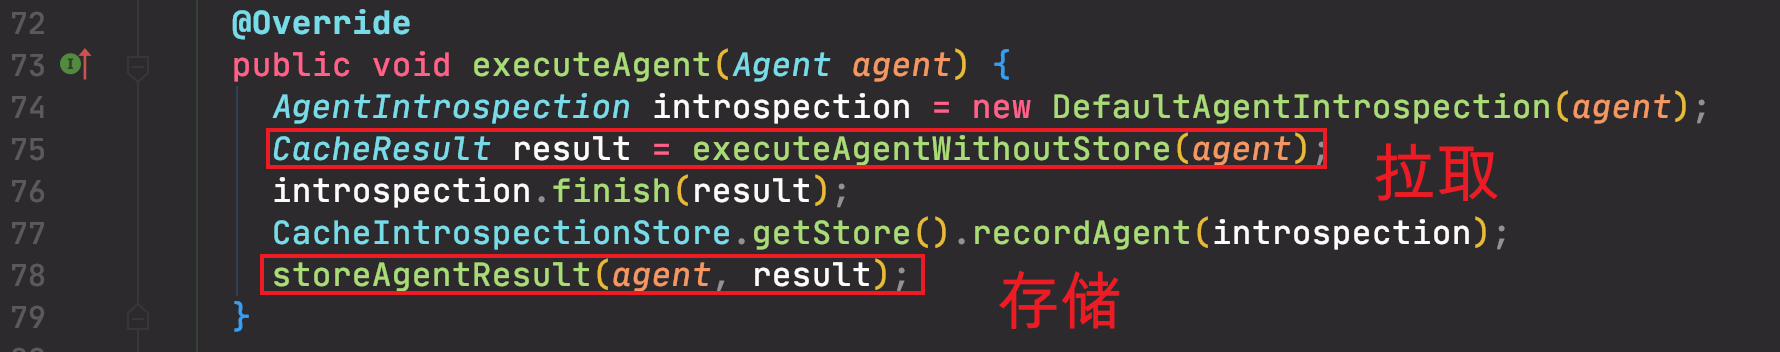 72 @Override
73 public void executeAgent(Agent agent) {
74 AgentIntrospection introspection = new DefaultAgentIntrospection(agent);
75 CacheResult result = executeAgentWithoutStore(agent); 拉取
76 introspection.finish(result);
77 CacheIntrospectionStore.getStore().recordAgent(introspection);
78 storeAgentResult(agent, result); 存储
79 }